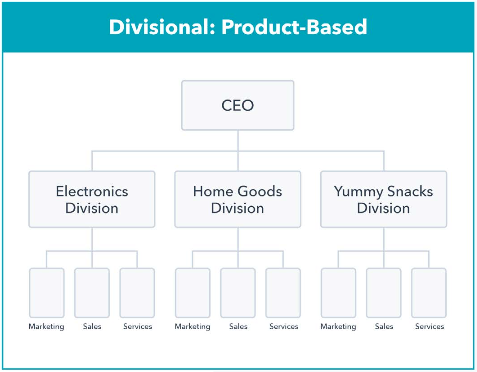 Divisional: Product-Based
CEO
Electronics
Division
Home Goods
Division
Yummy Snacks
Division
Marketing
Sales
Services
Marketing
Sales
Services
Marketing
Sales
Services